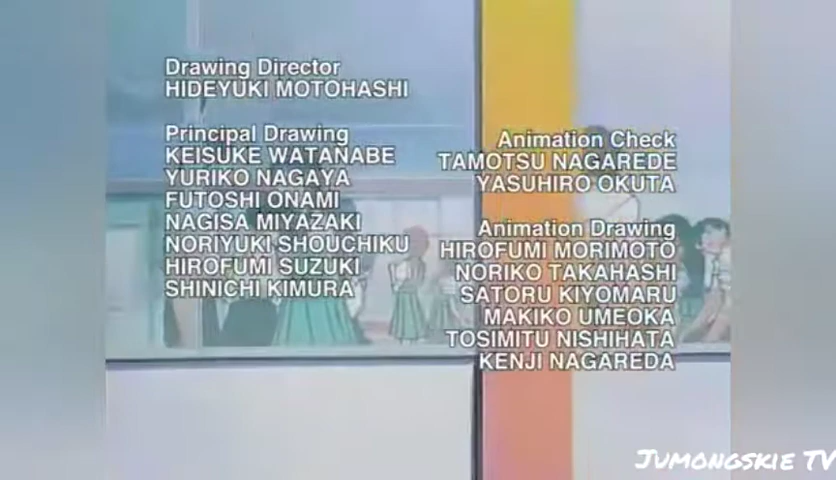 Drawing Director
HIDEYUKI MOTOHASHI
Principal Drawing
KEISUKE WATANABE
YURIKO NAGAYA
FUTOSHI ONAMI
NAGISA MIYAZAKI
NORIYUKI SHOUCHIKU
HIROFUMI SUZUKI
SHINICHI KIMURA
Animation Check
TAMOTSU NAGAREDE
YASUHIRO OKUTA
Animation Drawing
HIROFUMI MORIMOTO
NORIKO TAKAHASHI
SATORU KIYOMARU
MAKIKO UMEOKA
TOSIMITU NISHIHATA
KENJI NAGAREDA
JUMONGSKIE TV